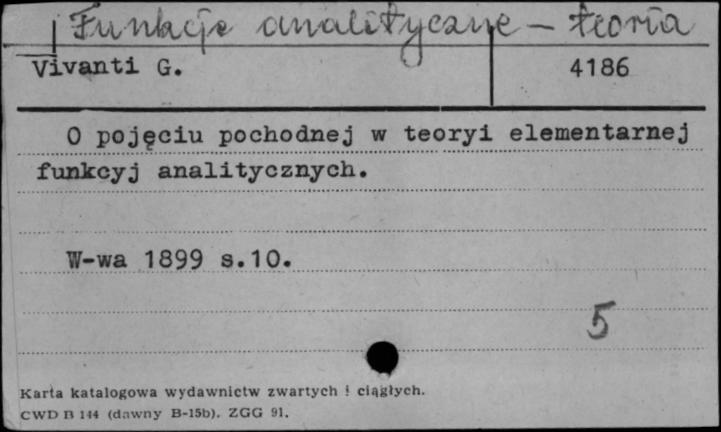 Funkcje analityczne - teoria
Vivanti G. 4186
O pojęciu pochodnej w teoryi elementarnej
funkcyj analitycznych.
W-wa 1899 s.10.
5
Karta katalogowa wydawnictw zwartych i ciągłych.
CWD B 144 (dawny B-15b). ZGG 91.